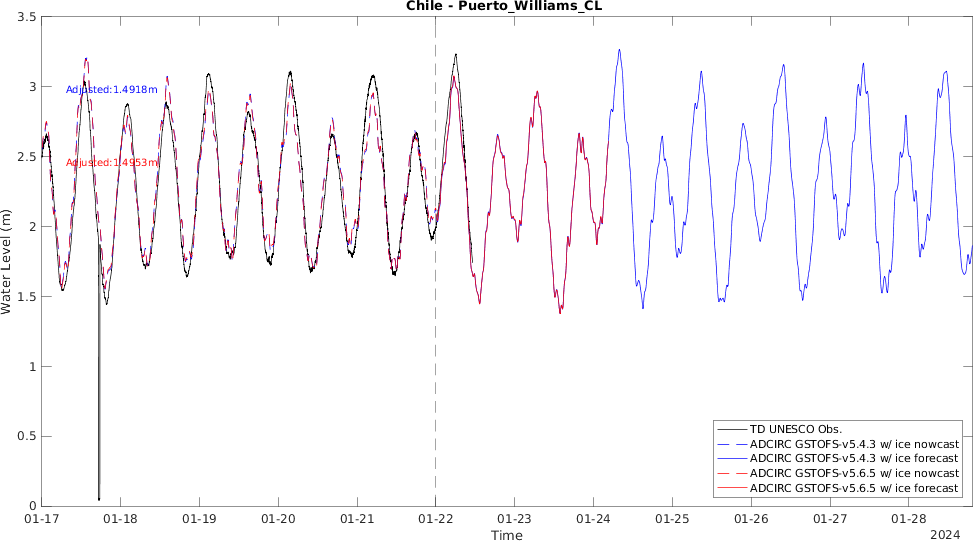 Chile - Puerto_Williams_CL
3.5
3
2.5
2
1.5
1
0.5
0
Water Level (m)
Adjusted:1.4918m
Adjusted:1.4953m
TD UNESCO Obs.
ADCIRC GSTOFS-v5.4.3 w/ ice nowcast
ADCIRC GSTOFS-v5.4.3 w/ ice forecast
ADCIRC GSTOFS-v5.6.5 w/ ice nowcast
ADCIRC GSTOFS-v5.6.5 w/ ice forecast
01-17 01-18 01-19 01-20 01-21 01-22 01-23 01-24 01-25 01-26 01-27 01-28
Time
2024